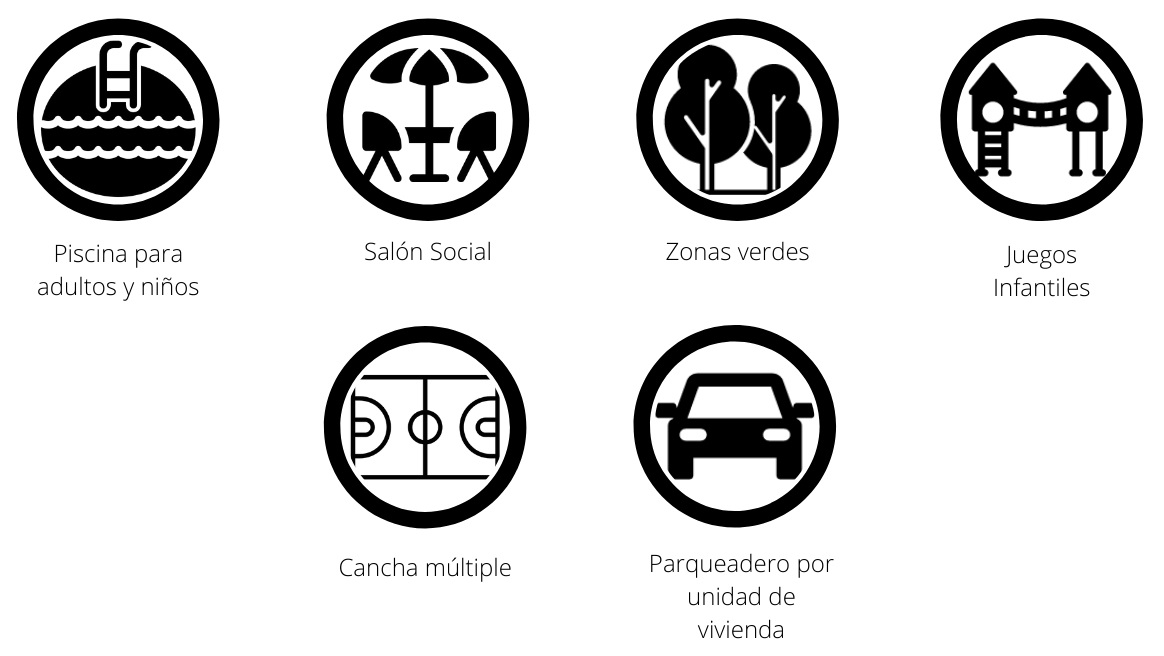 Piscina para
adultos y niños
Salón Social
Zonas verdes
Juegos
Infantiles
Cancha múltiple
Parqueadero por
unidad de
vivienda